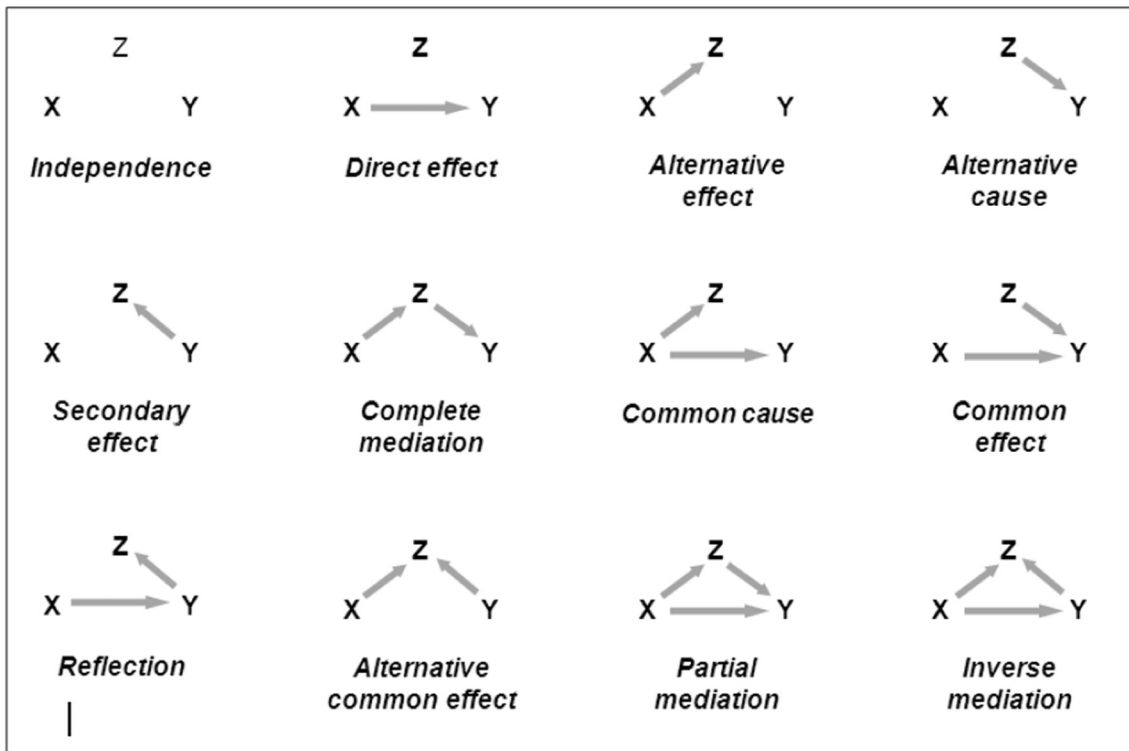 Z Z Z Z
X Y X Y X Y X Y
Independence Direct effect Alternative effect Alternative cause
Z Z Z Z
X Y X Y X Y X Y
Secondary effect Complete mediation Common cause Common effect
Z Z Z Z
X Y X Y X Y X Y
Reflection Alternative common effect Partial mediation Inverse mediation